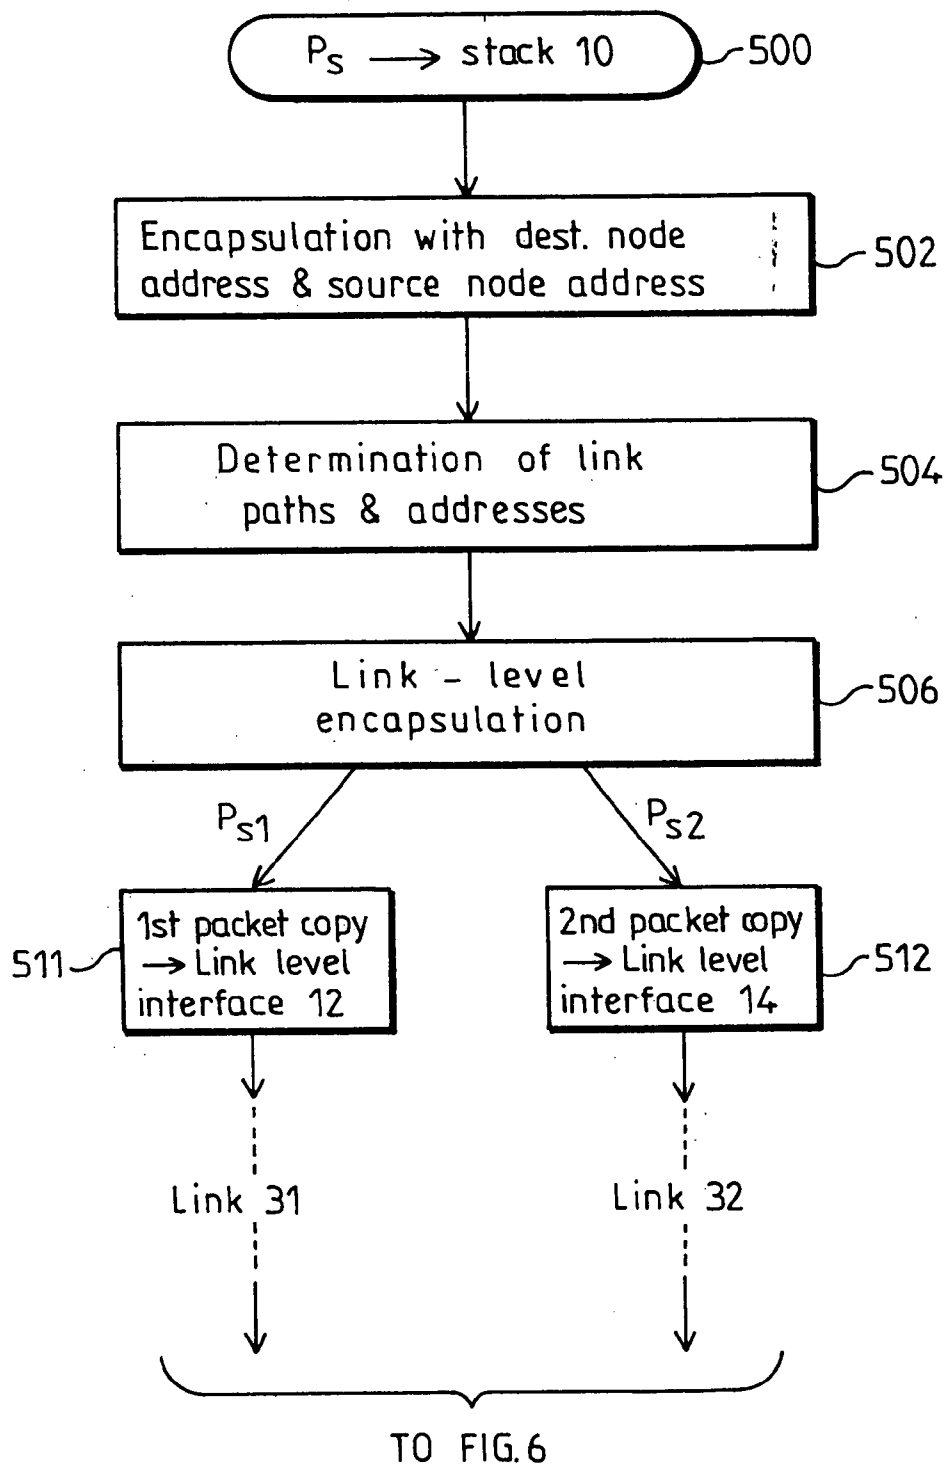 Ps → stack 10
500
Encapsulation with dest. node
address & source node address
502
Determination of link
paths & addresses
504
Link - level
encapsulation
506
Ps1
Ps2
1st packet copy
→ Link level
interface 12
511
2nd packet copy
→ Link level
interface 14
512
Link 31
Link 32
TO FIG.6